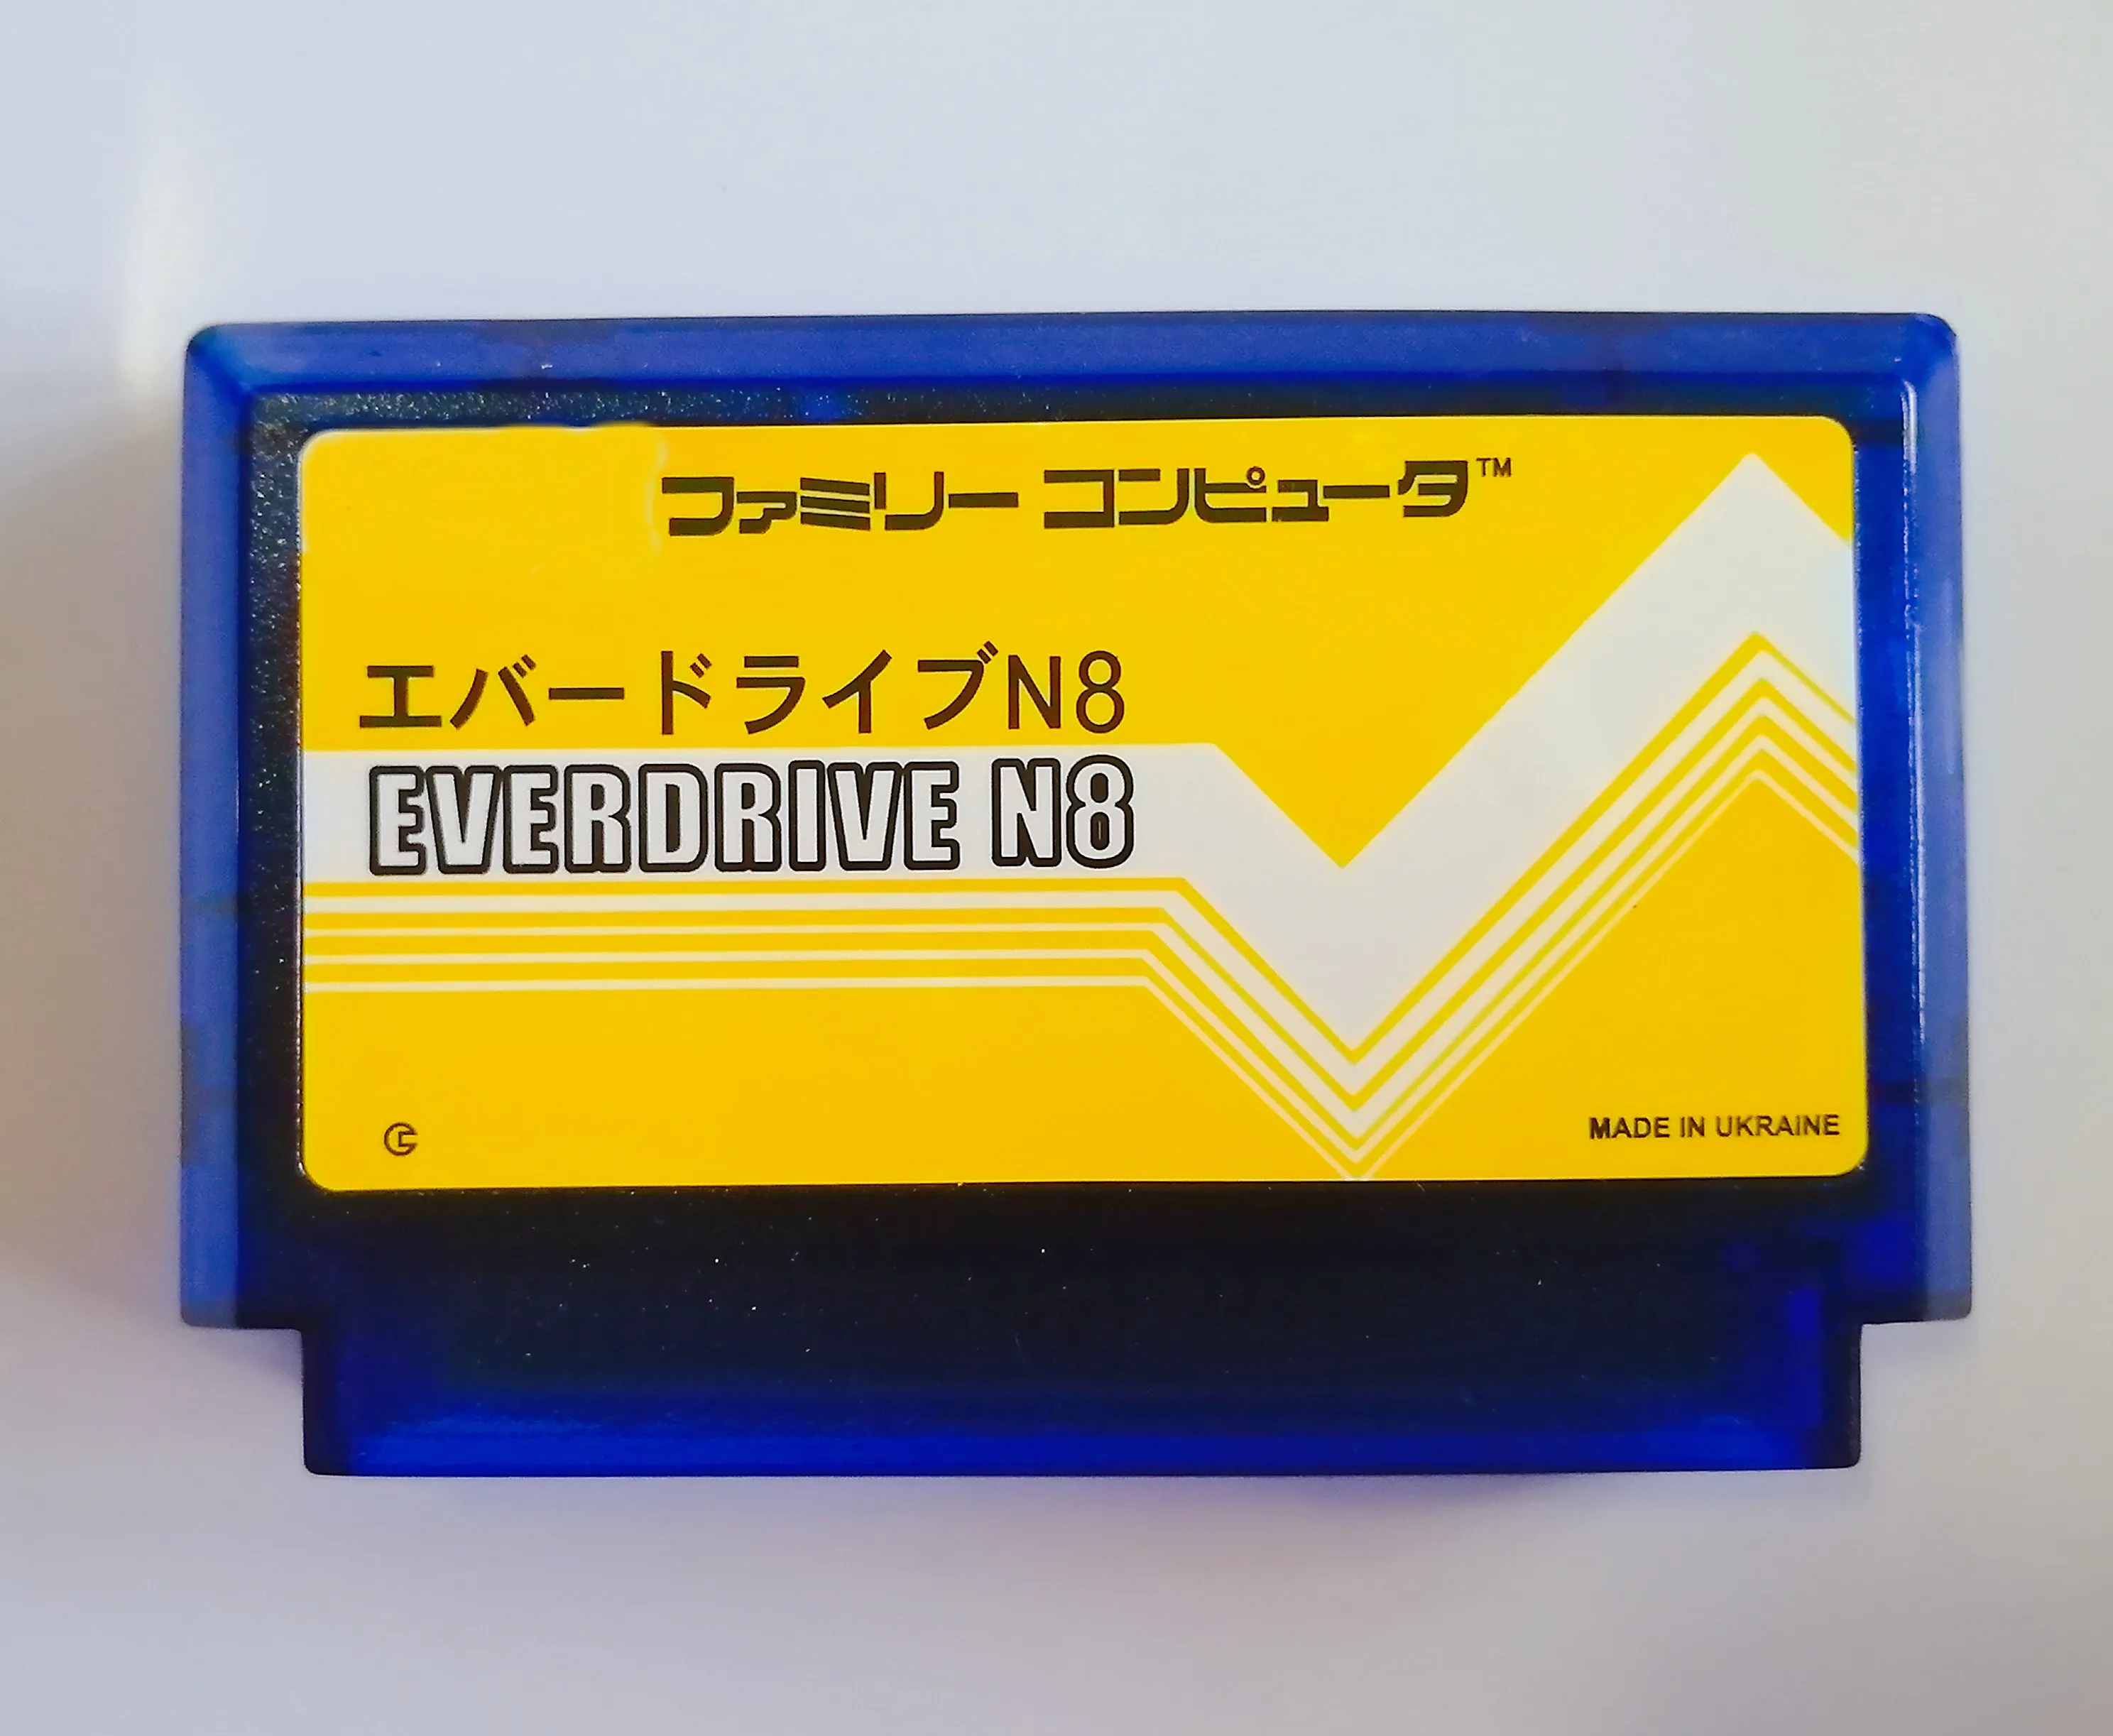 ファミリー コンピュータ™
エバードライブN8
EVERDRIVE N8
MADE IN UKRAINE